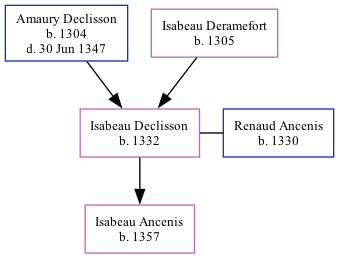 Amaury Declisson
b. 1304
d. 30 Jun 1347
Isabeau Deramefort
b. 1305
Isabeau Declisson
b. 1332
Renaud Ancenis
b. 1330
Isabeau Ancenis
b. 1357